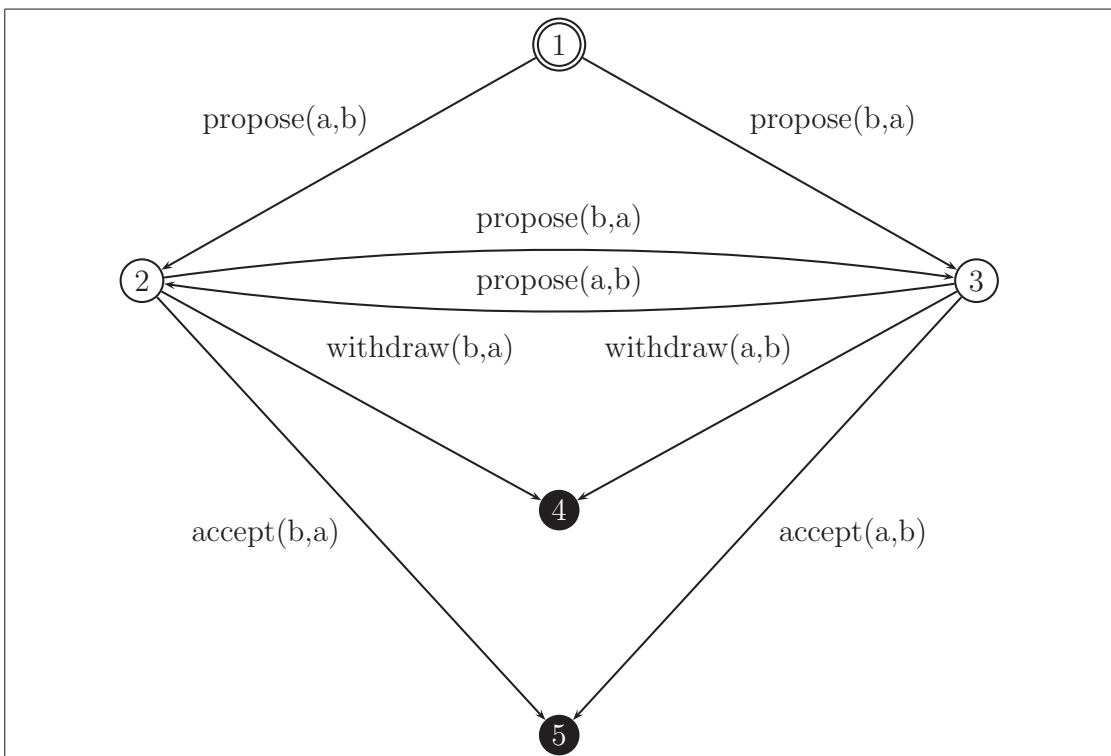 1
propose(a,b)
propose(b,a)
propose(b,a)
2
propose(a,b)
3
withdraw(b,a)
withdraw(a,b)
4
accept(b,a)
accept(a,b)
5